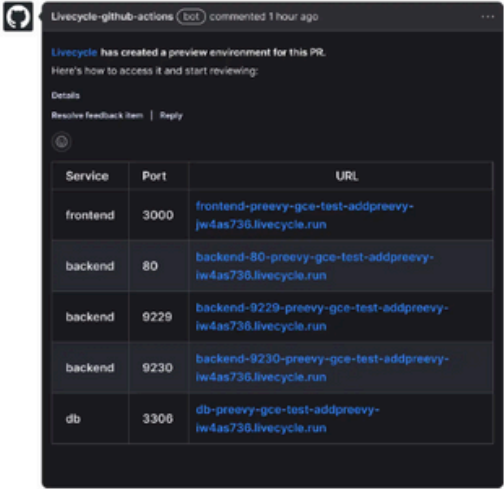 Livecycle-github-actions bot commented 1 hour ago
Livecycle has created a preview environment for this PR.
Here's how to access it and start reviewing:
Details
Resolve feedback item | Reply
Service Port URL
frontend 3000 frontend-preevy-gce-test-addpreevy-
jw4as736.livecycle.run
backend 80 backend-80-preevy-gce-test-addpreevy-
iw4as736.livecycle.run
backend 9229 backend-9229-preevy-gce-test-addpreevy-
iw4as736.livecycle.run
backend 9230 backend-9230-preevy-gce-test-addpreevy-
iw4as736.livecycle.run
db 3306 db-preevy-gce-test-addpreevy-
iw4as736.livecycle.run